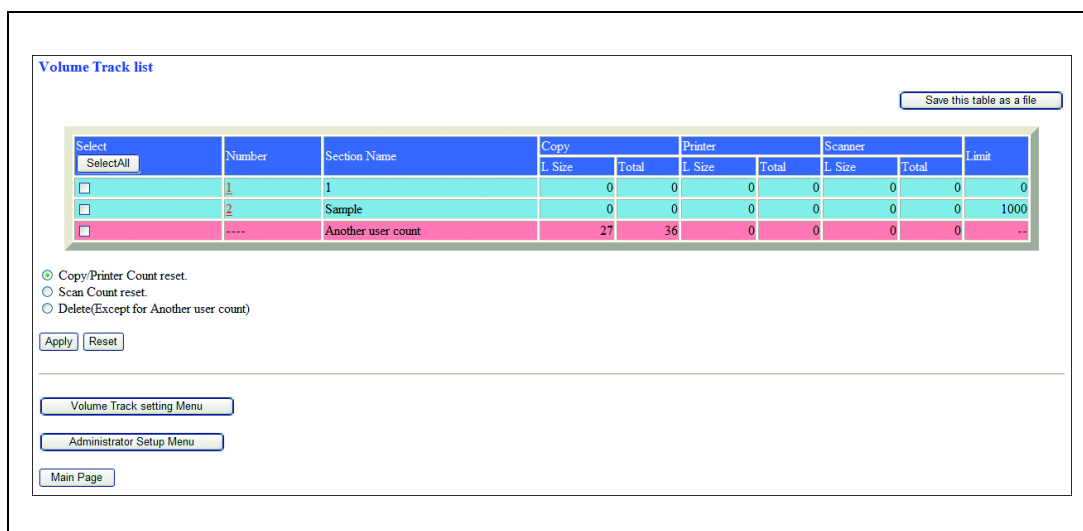 Volume Track list
Save this table as a file
Select Number Section Name Copy Printer Scanner Limit
SelectAll L Size Total L Size Total L Size Total
1 1 0 0 0 0 0 0 0
2 Sample 0 0 0 0 0 0 1000
---- Another user count 27 36 0 0 0 0 --
Copy/Printer Count reset.
Scan Count reset.
Delete(Except for Another user count)
Apply Reset
Volume Track setting Menu
Administrator Setup Menu
Main Page